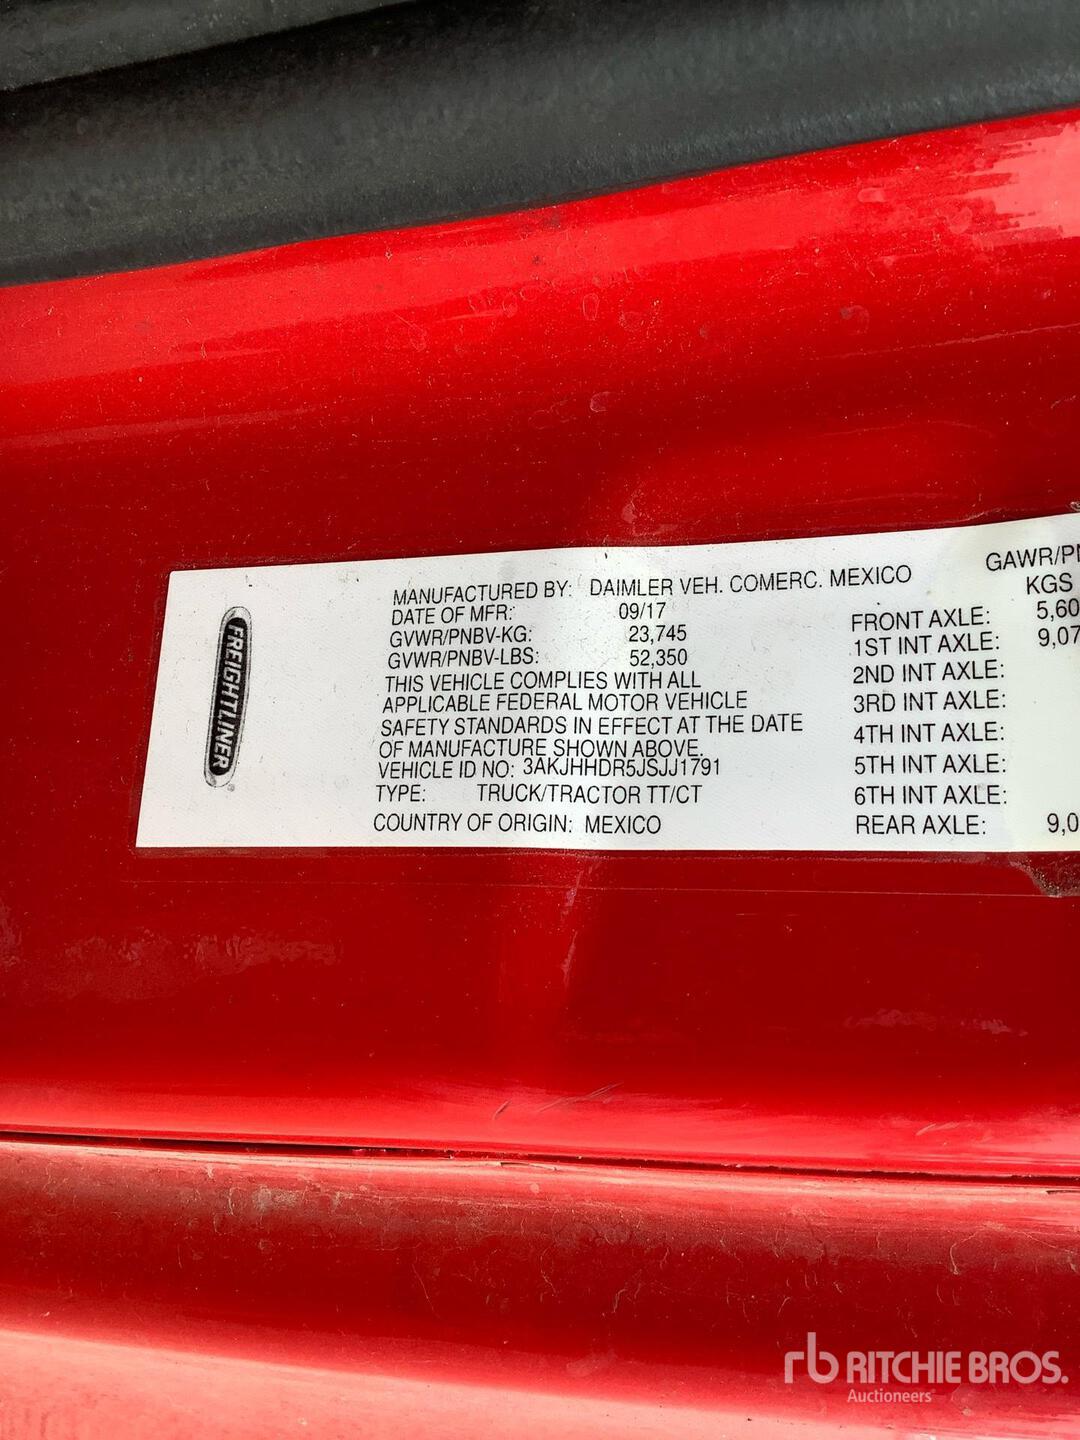 FREIGHTLINER
MANUFACTURED BY: DAIMLER VEH. COMERC. MEXICO
DATE OF MFR: 09/17
GVWR/PNBV-KG: 23,745
GVWR/PNBV-LBS: 52,350
THIS VEHICLE COMPLIES WITH ALL
APPLICABLE FEDERAL MOTOR VEHICLE
SAFETY STANDARDS IN EFFECT AT THE DATE
OF MANUFACTURE SHOWN ABOVE.
VEHICLE ID NO: 3AKJHHDR5JSJJ1791
TYPE: TRUCK/TRACTOR TT/CT
COUNTRY OF ORIGIN: MEXICO
GAWR/PN
KGS
FRONT AXLE: 5,60
1ST INT AXLE: 9,07
2ND INT AXLE:
3RD INT AXLE:
4TH INT AXLE:
5TH INT AXLE:
6TH INT AXLE:
REAR AXLE: 9,0
rb RITCHIE BROS.
Auctioneers